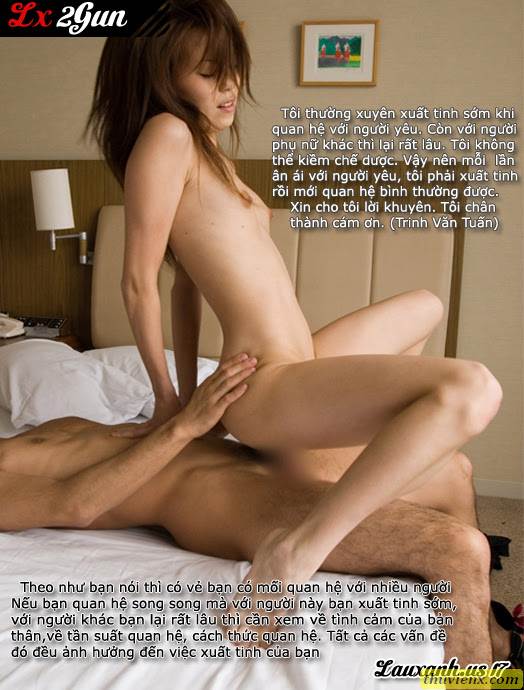 Lx 2Gun
Tôi thường xuyên xuất tinh sớm khi
quan hệ với người yêu. Còn với người
phụ nữ khác thì lại rất lâu. Tôi không
thể kiềm chế dược. Vậy nên mỗi lần
ân ái với người yêu, tôi phải xuất tinh
rồi mới quan hệ bình thường được.
Xin cho tôi lời khuyên. Tôi chân
thành cám ơn. (Trinh Văn Tuấn)
Theo như bạn nói thì có vẻ bạn có mối quan hệ với nhiều người
Nếu bạn quan hệ song song mà với người này bạn xuất tinh sớm,
với người khác bạn lại rất lâu thì cần xem về tình cảm của bản
thân,về tần suất quan hệ, cách thức quan hệ. Tất cả các vấn đề
đó đều ảnh hưởng đến việc xuất tinh của bạn
Lauxanh.us
thuvienx.com